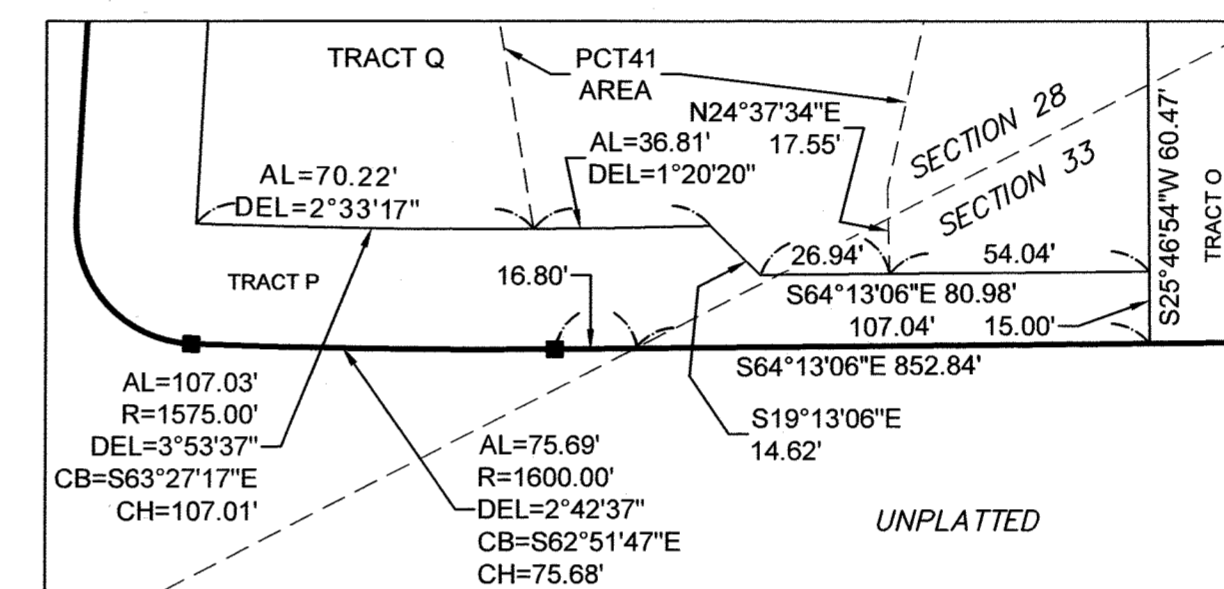 TRACT Q
PCT41
AREA
N24°37'34"E
17.55'
AL=36.81'
DEL=1°20'20"
SECTION 28
SECTION 33
S25°46'54"W 60.47'
TRACT O
AL=70.22'
DEL=2°33'17"
TRACT P
16.80'
26.94'
54.04'
S64°13'06"E 80.98'
107.04'
15.00'
S64°13'06"E 852.84'
AL=107.03'
R=1575.00'
DEL=3°53'37"
CB=S63°27'17"E
CH=107.01'
AL=75.69'
R=1600.00'
DEL=2°42'37"
CB=S62°51'47"E
CH=75.68'
S19°13'06"E
14.62'
UNPLATTED